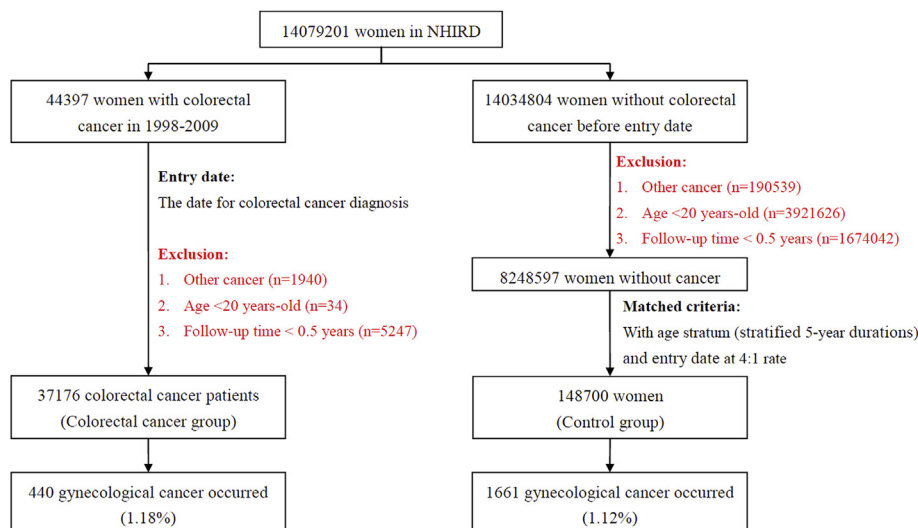 14079201 women in NHIRD
44397 women with colorectal
cancer in 1998-2009
Entry date:
The date for colorectal cancer diagnosis
Exclusion:
1. Other cancer (n=1940)
2. Age <20 years-old (n=34)
3. Follow-up time < 0.5 years (n=5247)
37176 colorectal cancer patients
(Colorectal cancer group)
440 gynecological cancer occurred
(1.18%)
14034804 women without colorectal
cancer before entry date
Exclusion:
1. Other cancer (n=190539)
2. Age <20 years-old (n=3921626)
3. Follow-up time < 0.5 years (n=1674042)
8248597 women without cancer
Matched criteria:
With age stratum (stratified 5-year durations)
and entry date at 4:1 rate
148700 women
(Control group)
1661 gynecological cancer occurred
(1.12%)